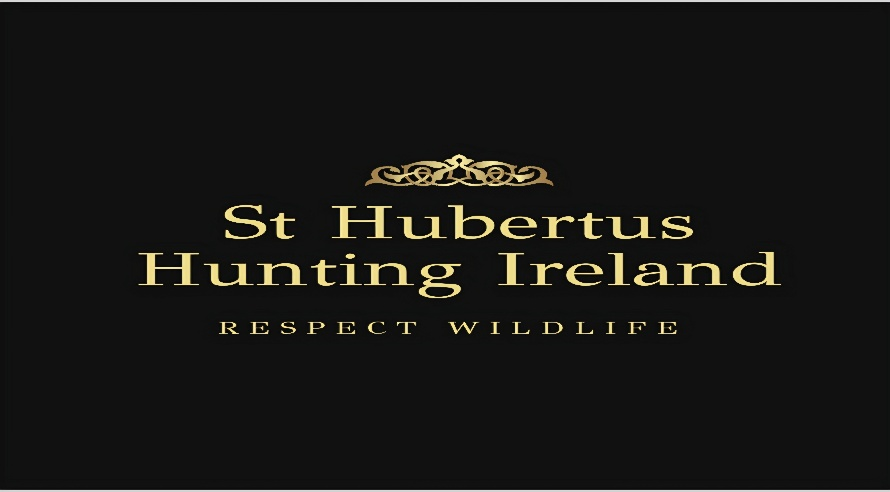 St Hubertus
Hunting Ireland
RESPECT WILDLIFE